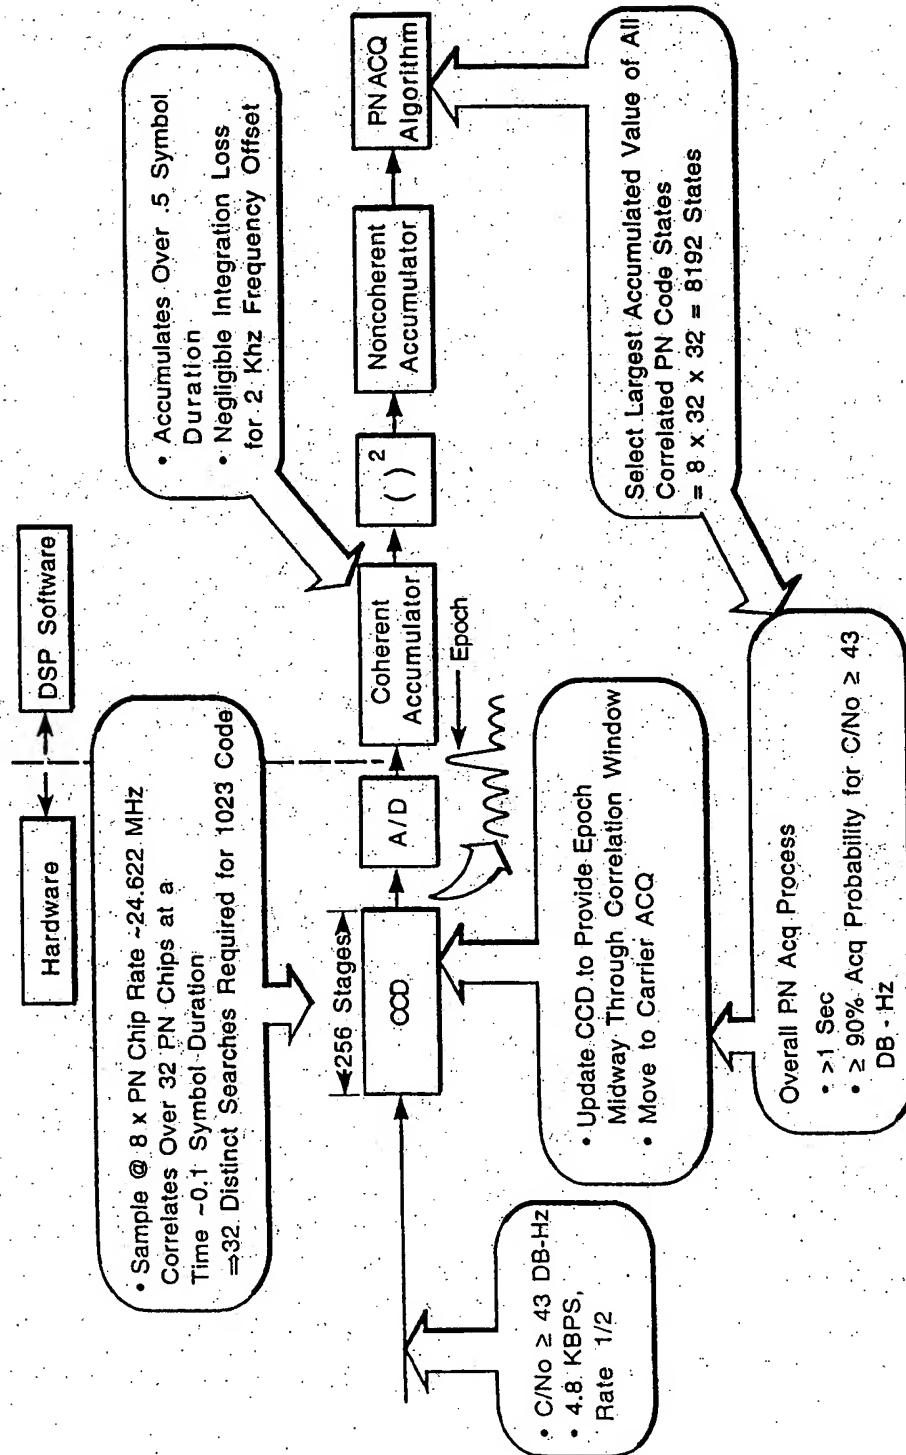 Hardware
DSP Software
• Sample @ 8 x PN Chip Rate ~24.622 MHz
Correlates Over 32 PN Chips at a
Time ~0.1 Symbol Duration
⇒32 Distinct Searches Required for 1023 Code
• Accumulates Over .5 Symbol
Duration
• Negligible Integration Loss
for 2 Khz Frequency Offset
256 Stages
CCD
A/D
Coherent
Accumulator
( )²
Noncoherent
Accumulator
PN ACQ
Algorithm
Epoch
• C/No ≥ 43 DB-Hz
• 4.8 KBPS,
Rate 1/2
• Update CCD to Provide Epoch
Midway Through Correlation Window
• Move to Carrier ACQ
Select Largest Accumulated Value of All
Correlated PN Code States
= 8 x 32 x 32 = 8192 States
Overall PN Acq Process
• >1 Sec
• ≥ 90% Acq Probability for C/No ≥ 43
DB - Hz